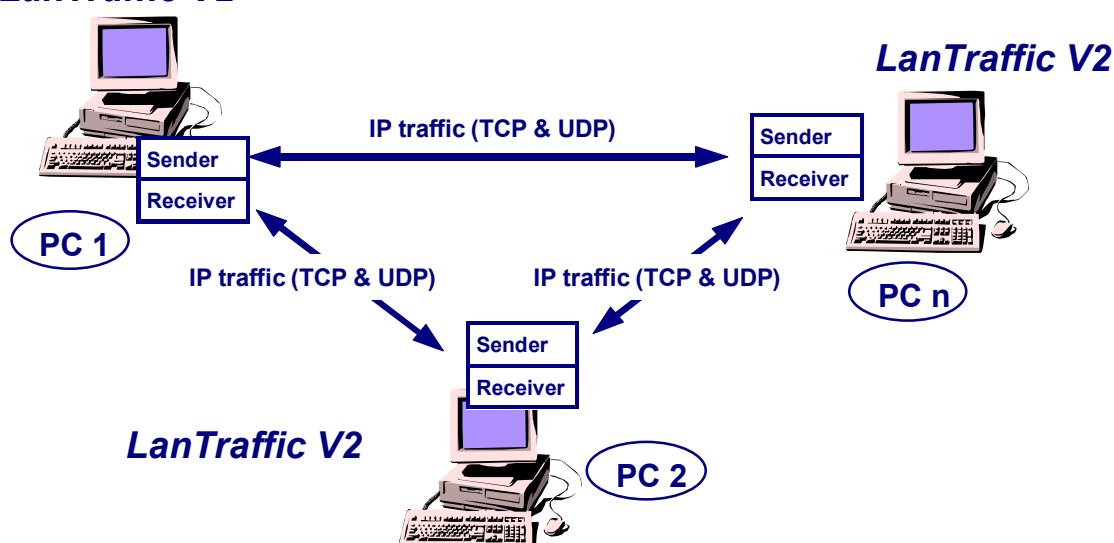 LanTraffic V2
IP traffic (TCP & UDP)
Sender
Receiver
Sender
Receiver
PC 1
IP traffic (TCP & UDP)
IP traffic (TCP & UDP)
PC n
Sender
Receiver
LanTraffic V2
PC 2